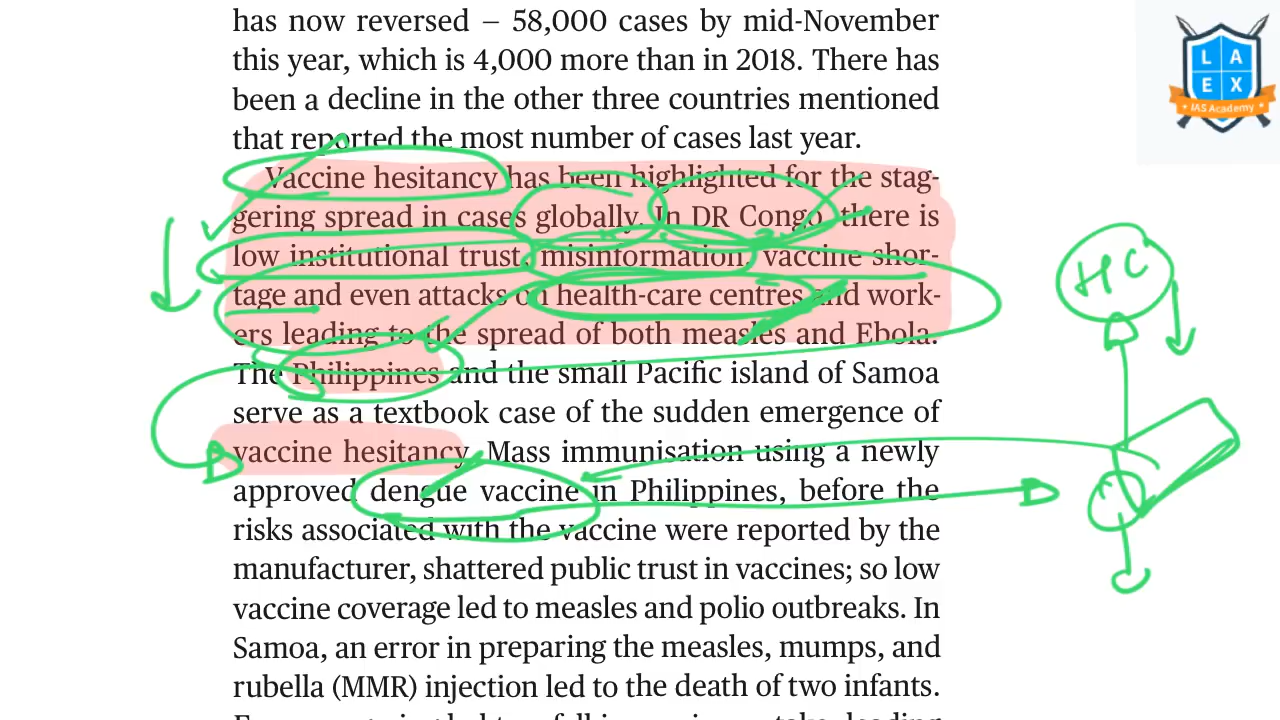 has now reversed – 58,000 cases by mid-November
this year, which is 4,000 more than in 2018. There has
been a decline in the other three countries mentioned
that reported the most number of cases last year.
Vaccine hesitancy has been highlighted for the stag-
gering spread in cases globally. In DR Congo, there is
low institutional trust, misinformation, vaccine shor-
tage and even attacks on health-care centres and work-
ers leading to the spread of both measles and Ebola.
The Philippines and the small Pacific island of Samoa
serve as a textbook case of the sudden emergence of
vaccine hesitancy. Mass immunisation using a newly
approved dengue vaccine in Philippines, before the
risks associated with the vaccine were reported by the
manufacturer, shattered public trust in vaccines; so low
vaccine coverage led to measles and polio outbreaks. In
Samoa, an error in preparing the measles, mumps, and
rubella (MMR) injection led to the death of two infants.
L A
E X
IAS Academy
HC